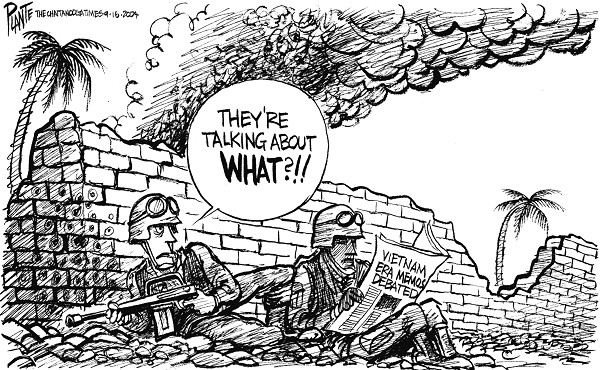 PLANTE THE CHATTANOOGA TIMES 9-16-2004
THEY'RE
TALKING ABOUT
WHAT?!!
VIETNAM
ERA MEMOS
DEBATED